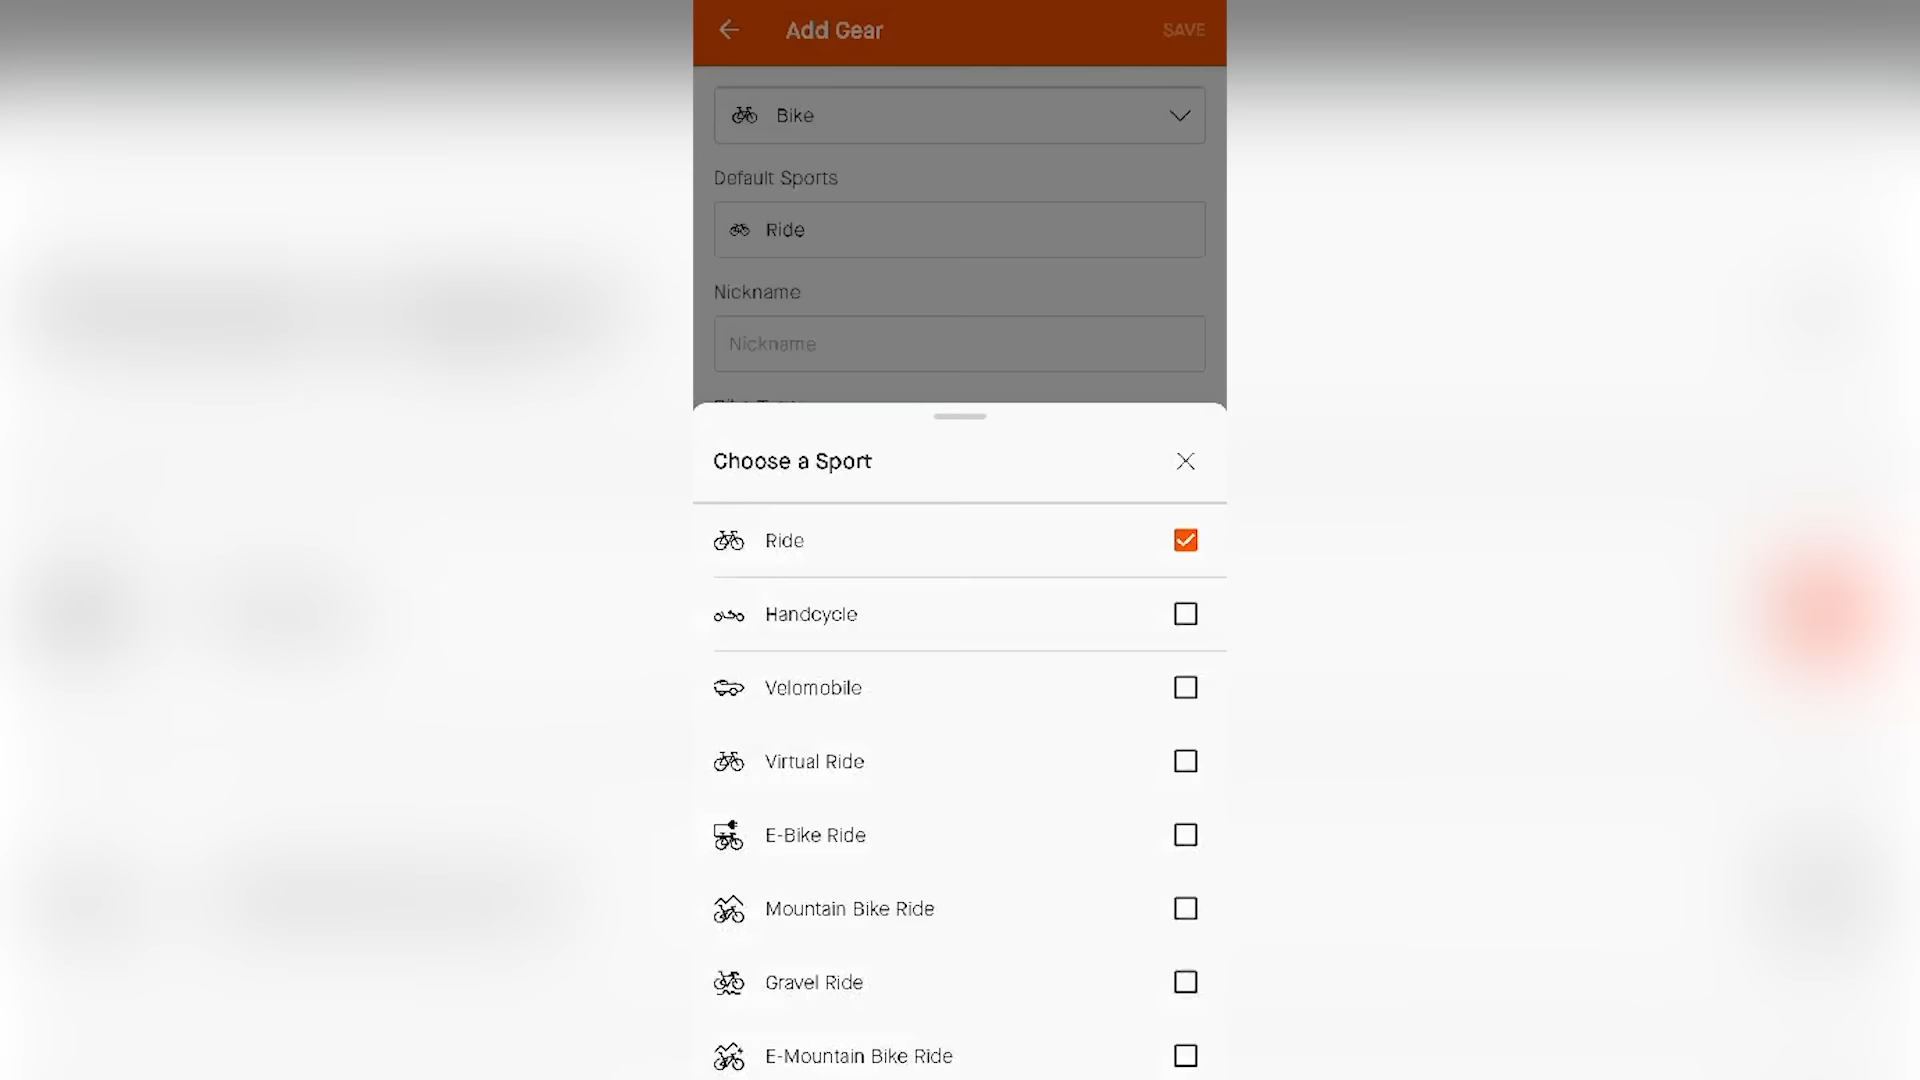 Add Gear SAVE
Bike
Default Sports
Ride
Nickname
Nickname
Choose a Sport
Ride
Handcycle
Velomobile
Virtual Ride
E-Bike Ride
Mountain Bike Ride
Gravel Ride
E-Mountain Bike Ride